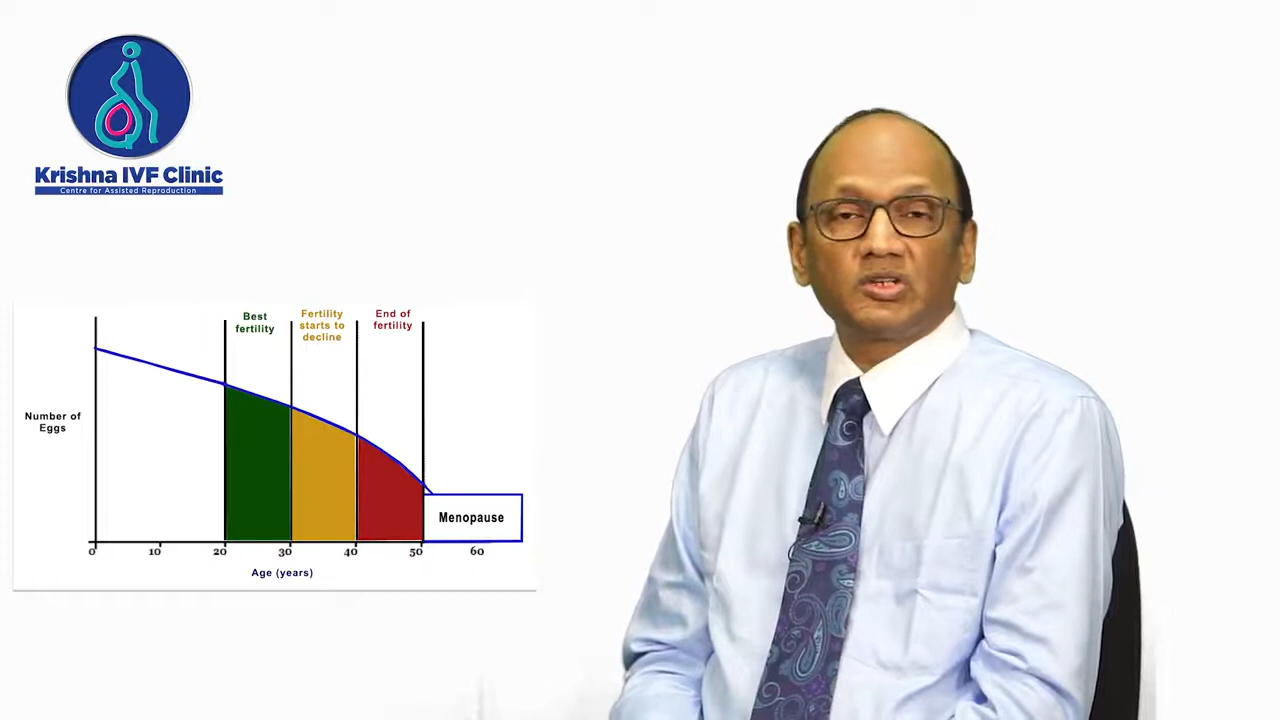 Krishna IVF Clinic
Centre for Assisted Reproduction
Best
fertility
Fertility
starts to
decline
End of
fertility
Number of
Eggs
Menopause
0 10 20 30 40 50 60
Age (years)